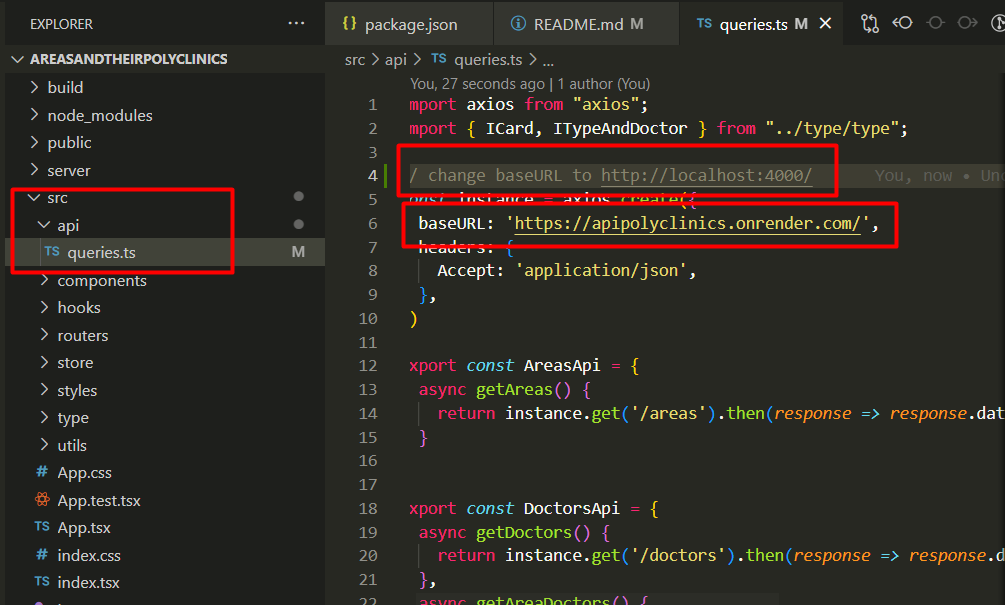 EXPLORER ...
{} package.json README.md M TS queries.ts M
AREASANDTHEIRPOLYCLINICS
src > api > TS queries.ts > ...
build
node_modules
public
server
src
api
TS queries.ts M
components
hooks
routers
store
styles
type
utils
# App.css
App.test.tsx
TS App.tsx
# index.css
TS index.tsx
You, 27 seconds ago | 1 author (You)
1 mport axios from "axios";
2 mport { ICard, ITypeAndDoctor } from "../type/type";
3
4 / change baseURL to http://localhost:4000/ You, now • Unc
5 onst instance = axios.create({
6 baseURL: 'https://apipolyclinics.onrender.com/',
7 headers: {
8 Accept: 'application/json',
9 },
10 )
11
12 xport const AreasApi = {
13 async getAreas() {
14 return instance.get('/areas').then(response => response.dat
15 }
16
17
18 xport const DoctorsApi = {
19 async getDoctors() {
20 return instance.get('/doctors').then(response => response.d
21 },
22 async getAreaDoctors() {